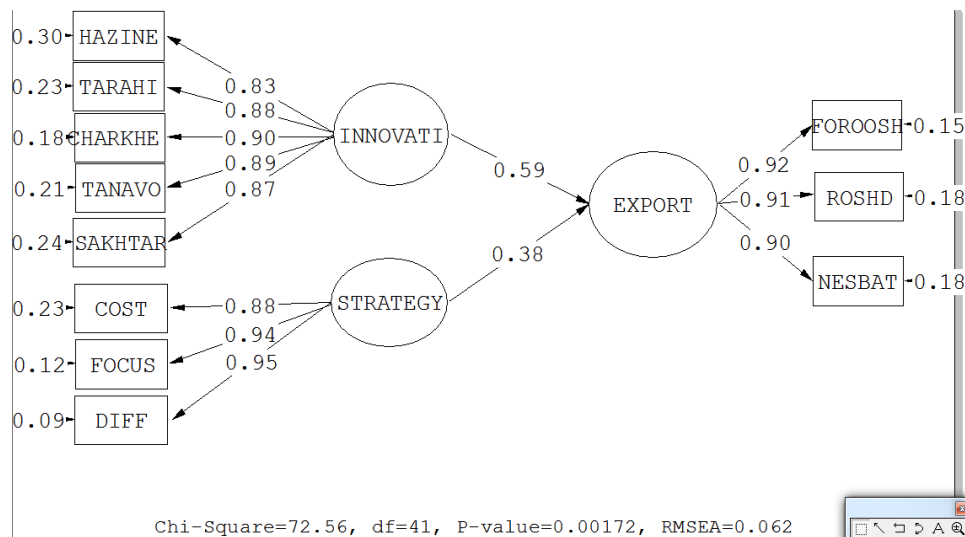 0.30 HAZINE
0.23 TARAHI
0.18 CHARKHE
0.21 TANAVO
0.24 SAKHTAR
0.23 COST
0.12 FOCUS
0.09 DIFF
0.83
0.88
0.90
0.89
0.87
0.88
0.94
0.95
INNOVATI
STRATEGY
0.59
0.38
EXPORT
0.92
0.91
0.90
FOROOSH 0.15
ROSHD 0.18
NESBAT 0.18
Chi-Square=72.56, df=41, P-value=0.00172, RMSEA=0.062
A